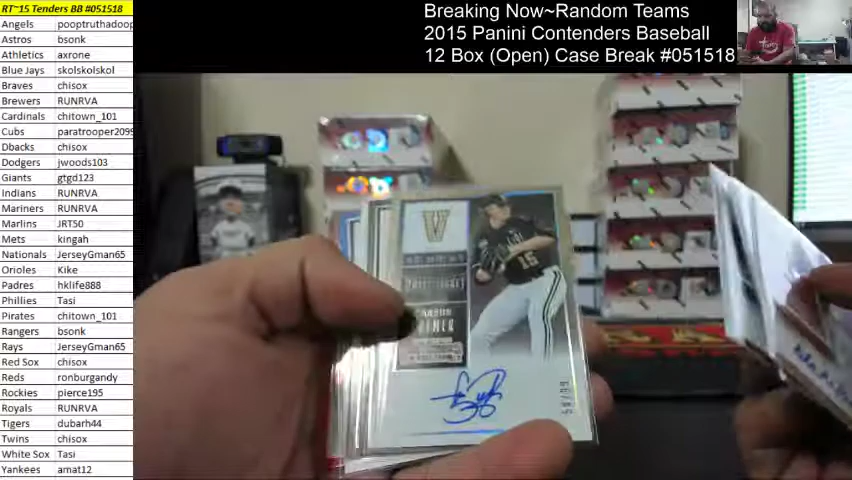 RT~15 Tenders BB #051518
Angels pooptruthadoop
Astros bsonk
Athletics axrone
Blue Jays skolskolskol
Braves chisox
Brewers RUNRVA
Cardinals chitown_101
Cubs paratrooper2099
Dbacks chisox
Dodgers jwoods103
Giants gtgd123
Indians RUNRVA
Mariners RUNRVA
Marlins JRT50
Mets kingah
Nationals JerseyGman65
Orioles Kike
Padres hklife888
Phillies Tasi
Pirates chitown_101
Rangers bsonk
Rays JerseyGman65
Red Sox chisox
Reds ronburgandy
Rockies pierce195
Royals RUNRVA
Tigers dubarh44
Twins chisox
White Sox Tasi
Yankees amat12
Breaking Now~Random Teams
2015 Panini Contenders Baseball
12 Box (Open) Case Break #051518
V
15